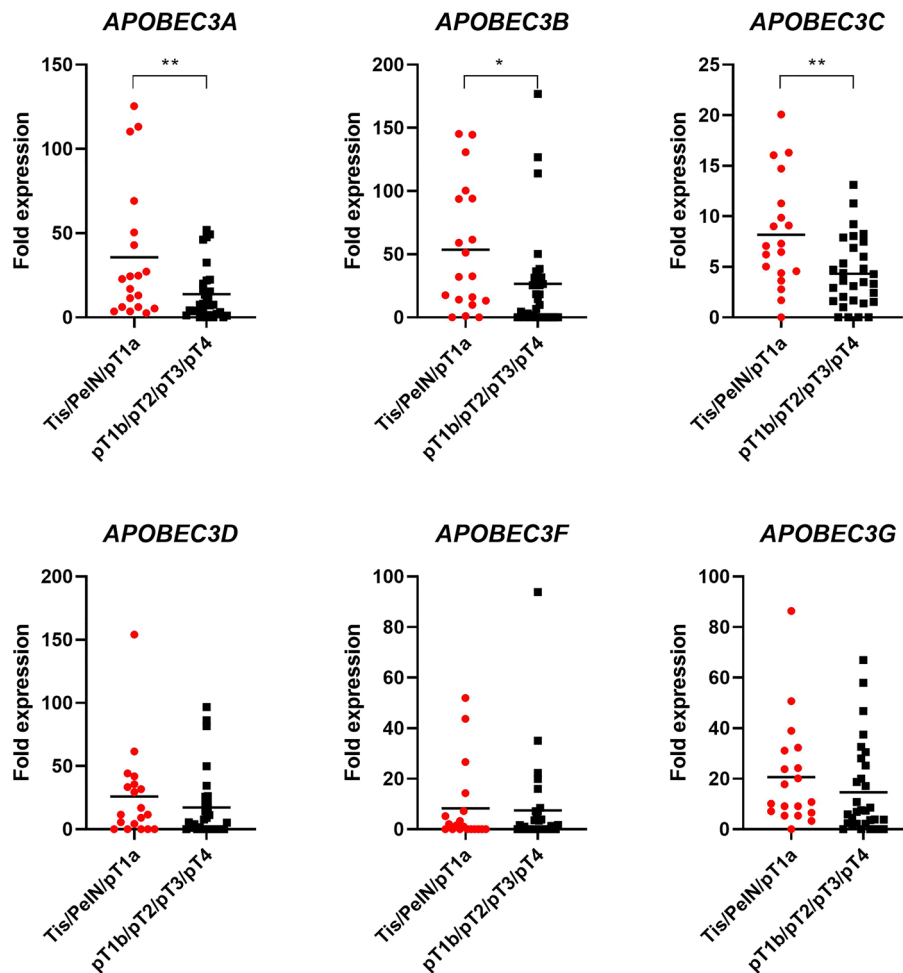 APOBEC3A
APOBEC3B
APOBEC3C
**
*
**
Fold expression
150
100
50
0
Fold expression
200
150
100
50
0
Fold expression
25
20
15
10
5
0
Tis/PeIN/pT1a
pT1b/pT2/pT3/pT4
Tis/PeIN/pT1a
pT1b/pT2/pT3/pT4
Tis/PeIN/pT1a
pT1b/pT2/pT3/pT4
APOBEC3D
APOBEC3F
APOBEC3G
Fold expression
200
150
100
50
0
Fold expression
100
80
60
40
20
0
Fold expression
100
80
60
40
20
0
Tis/PeIN/pT1a
pT1b/pT2/pT3/pT4
Tis/PeIN/pT1a
pT1b/pT2/pT3/pT4
Tis/PeIN/pT1a
pT1b/pT2/pT3/pT4